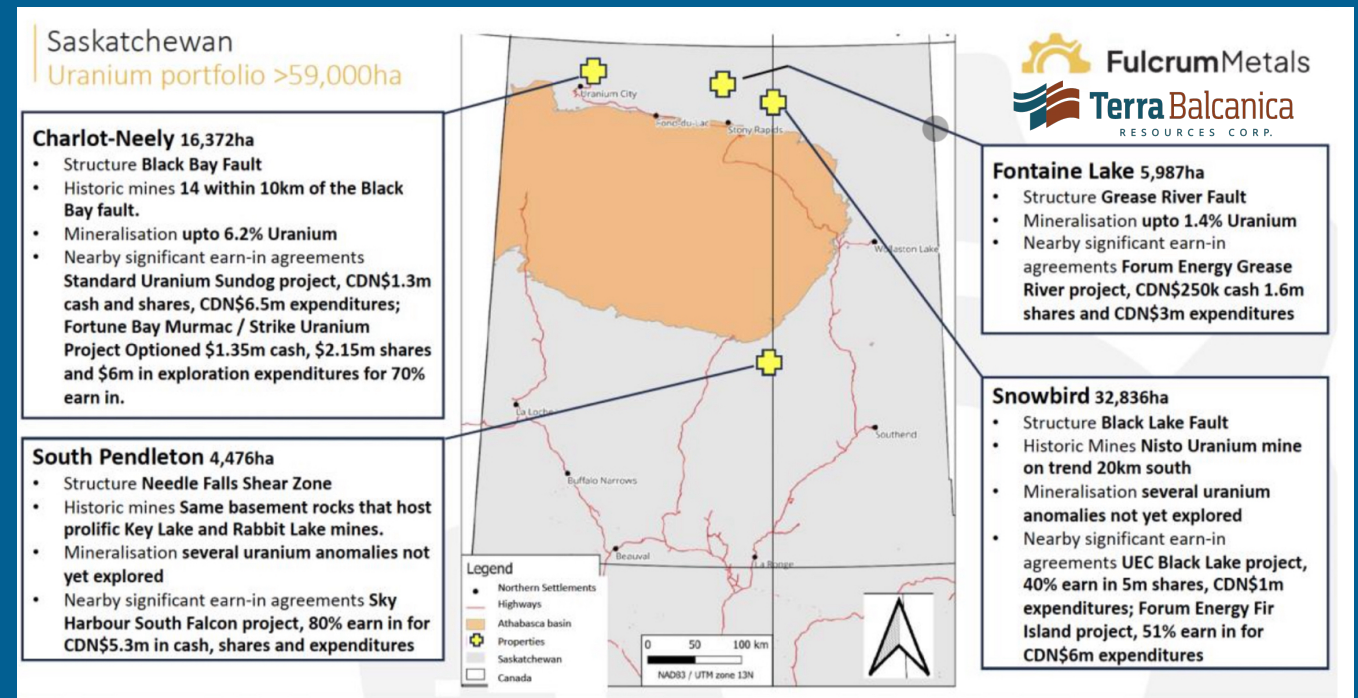 Saskatchewan
Uranium portfolio >59,000ha
FulcrumMetals
Terra Balcanica
RESOURCES CORP.
Charlot-Neely 16,372ha
• Structure Black Bay Fault
• Historic mines 14 within 10km of the Black
Bay fault.
• Mineralisation upto 6.2% Uranium
• Nearby significant earn-in agreements
Standard Uranium Sundog project, CDN$1.3m
cash and shares, CDN$6.5m expenditures;
Fortune Bay Murmac / Strike Uranium
Project Optioned $1.35m cash, $2.15m shares
and $6m in exploration expenditures for 70%
earn in.
South Pendleton 4,476ha
• Structure Needle Falls Shear Zone
• Historic mines Same basement rocks that host
prolific Key Lake and Rabbit Lake mines.
• Mineralisation several uranium anomalies not
yet explored
• Nearby significant earn-in agreements Sky
Harbour South Falcon project, 80% earn in for
CDN$5.3m in cash, shares and expenditures
Uranium City
Fond-du-Lac
Stony Rapids
Wollaston Lake
La Loche
Southend
Buffalo Narrows
Beauval
La Ronge
Legend
Northern Settlements
Highways
Athabasca basin
Properties
Saskatchewan
Canada
0 50 100 km
NAD83 / UTM zone 13N
Fontaine Lake 5,987ha
• Structure Grease River Fault
• Mineralisation upto 1.4% Uranium
• Nearby significant earn-in
agreements Forum Energy Grease
River project, CDN$250k cash 1.6m
shares and CDN$3m expenditures
Snowbird 32,836ha
• Structure Black Lake Fault
• Historic Mines Nisto Uranium mine
on trend 20km south
• Mineralisation several uranium
anomalies not yet explored
• Nearby significant earn-in
agreements UEC Black Lake project,
40% earn in 5m shares, CDN$1m
expenditures; Forum Energy Fir
Island project, 51% earn in for
CDN$6m expenditures